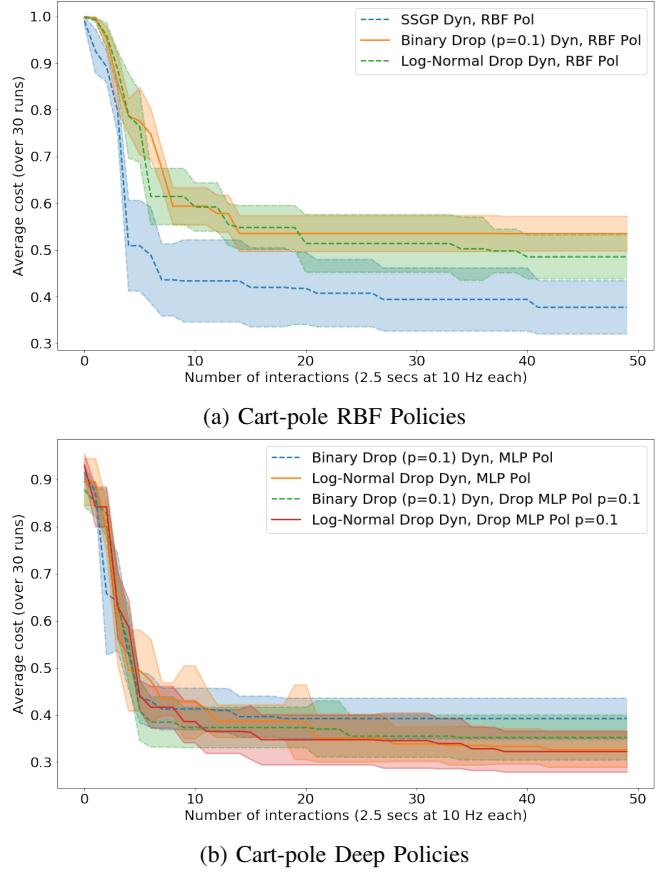 1.0
0.9
0.8
0.7
0.6
0.5
0.4
0.3
Average cost (over 30 runs)
SSGP Dyn, RBF Pol
Binary Drop (p=0.1) Dyn, RBF Pol
Log-Normal Drop Dyn, RBF Pol
0 10 20 30 40 50
Number of interactions (2.5 secs at 10 Hz each)
(a) Cart-pole RBF Policies
0.9
0.8
0.7
0.6
0.5
0.4
0.3
Average cost (over 30 runs)
Binary Drop (p=0.1) Dyn, MLP Pol
Log-Normal Drop Dyn, MLP Pol
Binary Drop (p=0.1) Dyn, Drop MLP Pol p=0.1
Log-Normal Drop Dyn, Drop MLP Pol p=0.1
0 10 20 30 40 50
Number of interactions (2.5 secs at 10 Hz each)
(b) Cart-pole Deep Policies